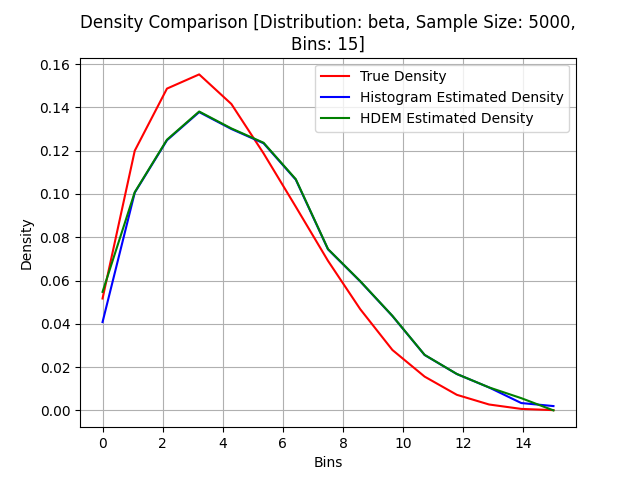 Density Comparison [Distribution: beta, Sample Size: 5000,
Bins: 15]
True Density
Histogram Estimated Density
HDEM Estimated Density
Density
0.16
0.14
0.12
0.10
0.08
0.06
0.04
0.02
0.00
0 2 4 6 8 10 12 14
Bins